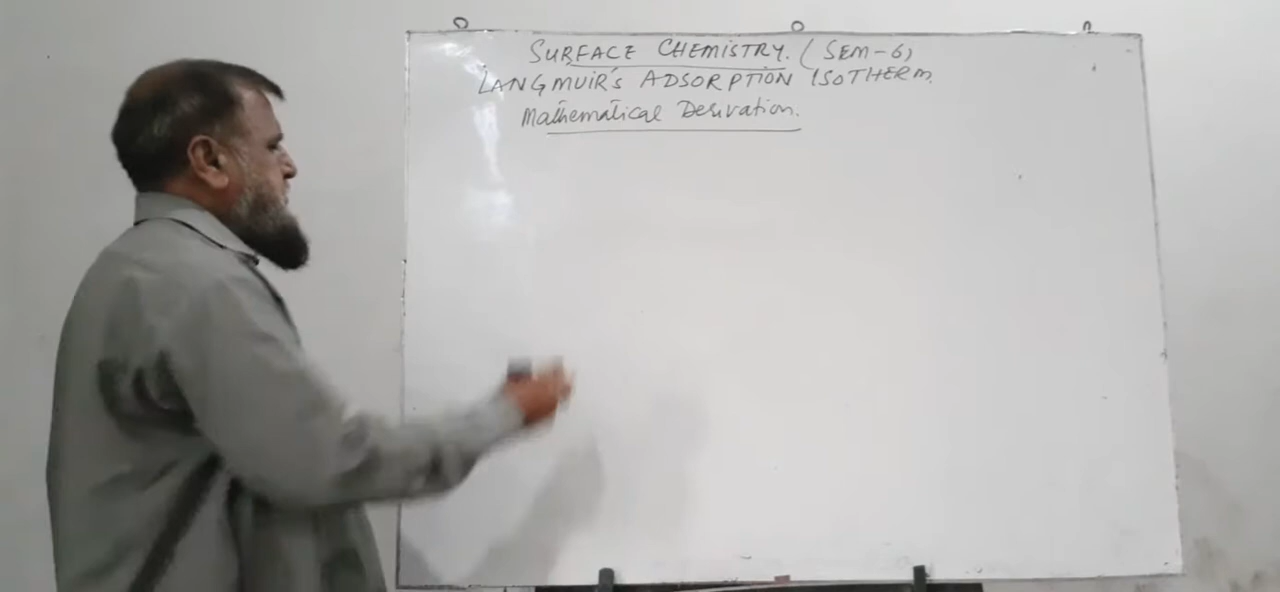 SURFACE CHEMISTRY. (SEM-6)
LANGMUIR'S ADSORPTION ISOTHERM.
Mathematical Derivation.